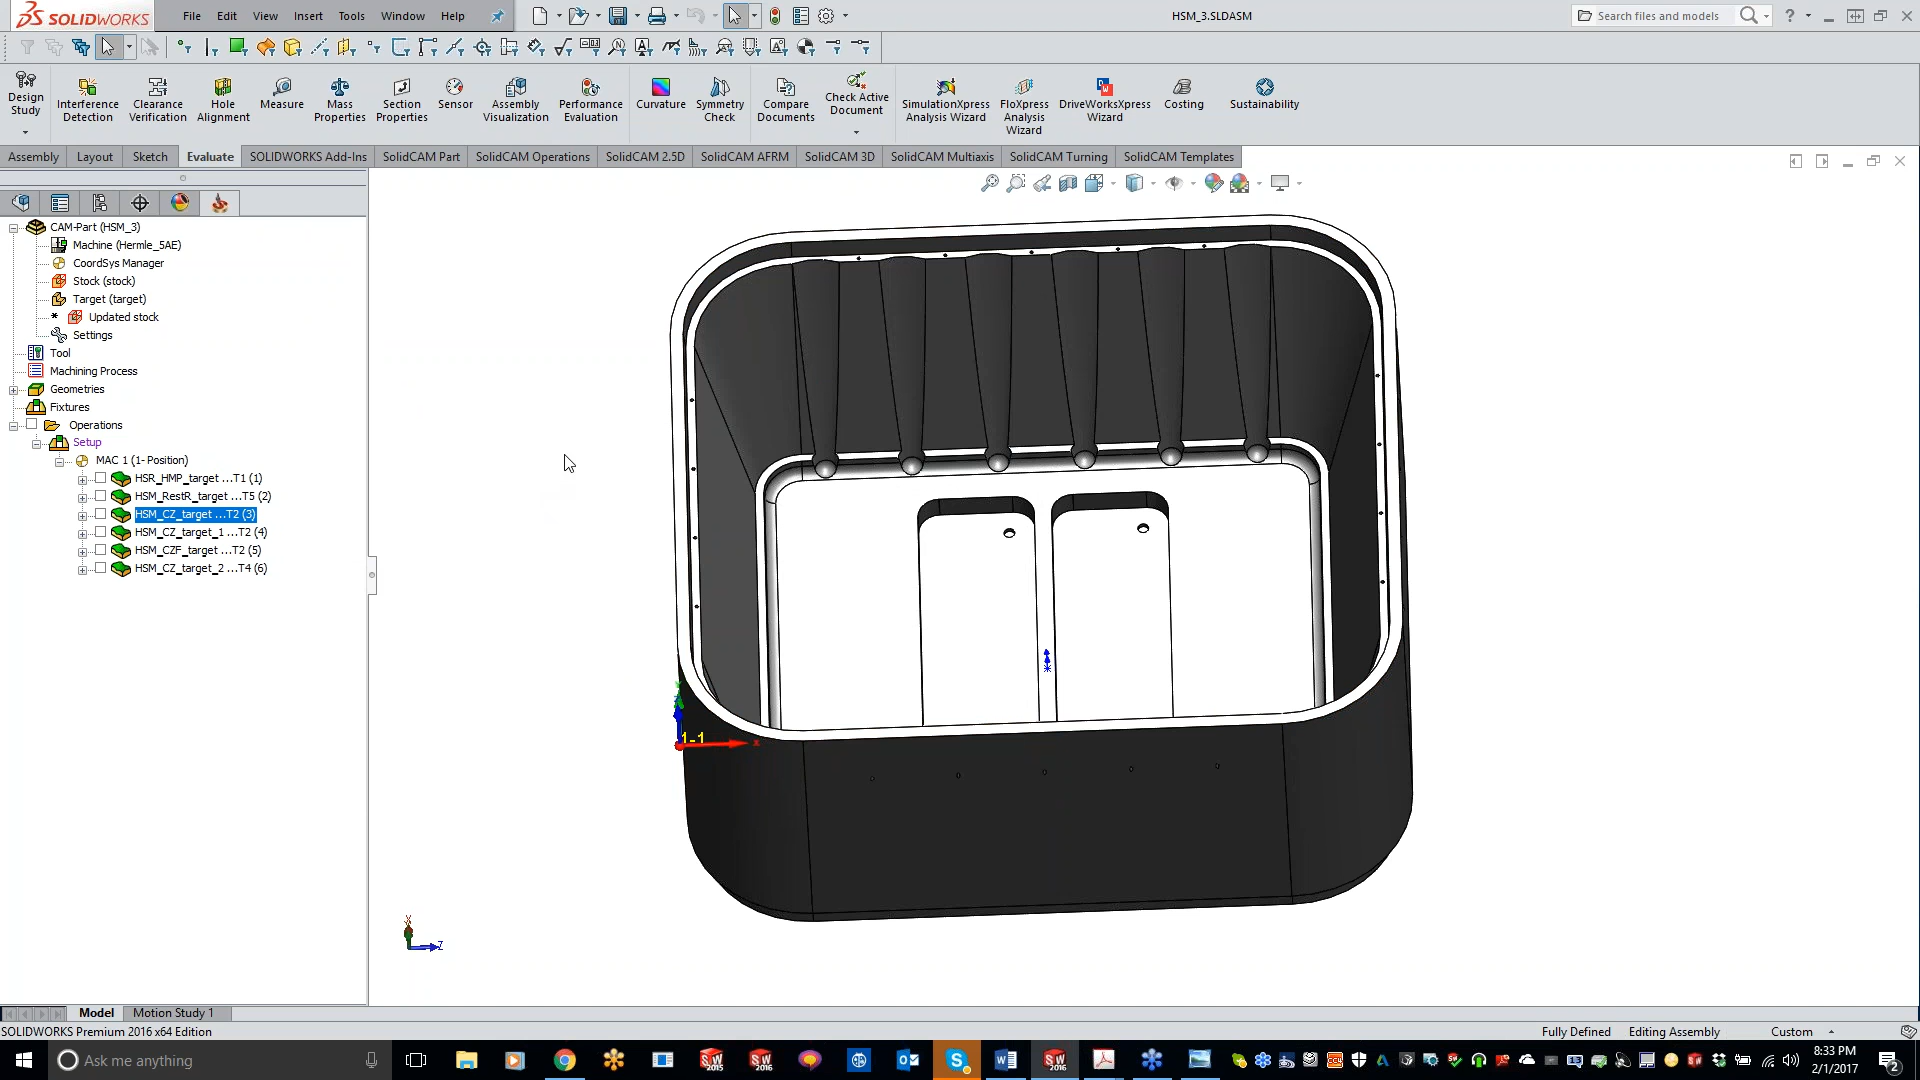 SOLIDWORKS
File Edit View Insert Tools Window Help
HSM_3.SLDASM
Search files and models
Design Study
Interference Detection
Clearance Verification
Hole Alignment
Measure
Mass Properties
Section Properties
Sensor
Assembly Visualization
Performance Evaluation
Curvature
Symmetry Check
Compare Documents
Check Active Document
SimulationXpress Analysis Wizard
FloXpress Analysis Wizard
DriveWorksXpress Wizard
Costing
Sustainability
Assembly Layout Sketch Evaluate SOLIDWORKS Add-Ins SolidCAM Part SolidCAM Operations SolidCAM 2.5D SolidCAM AFRM SolidCAM 3D SolidCAM Multiaxis SolidCAM Turning SolidCAM Templates
CAM-Part (HSM_3)
Machine (Hermle_5AE)
CoordSys Manager
Stock (stock)
Target (target)
* Updated stock
Settings
Tool
Machining Process
Geometries
Fixtures
Operations
Setup
MAC 1 (1- Position)
HSR_HMP_target ...T1 (1)
HSM_RestR_target ...T5 (2)
HSM_CZ_target ...T2 (3)
HSM_CZ_target_1 ...T2 (4)
HSM_CZF_target ...T2 (5)
HSM_CZ_target_2 ...T4 (6)
1-1
x
Z
Model Motion Study 1
SOLIDWORKS Premium 2016 x64 Edition
Fully Defined Editing Assembly Custom
Ask me anything
8:33 PM
2/1/2017